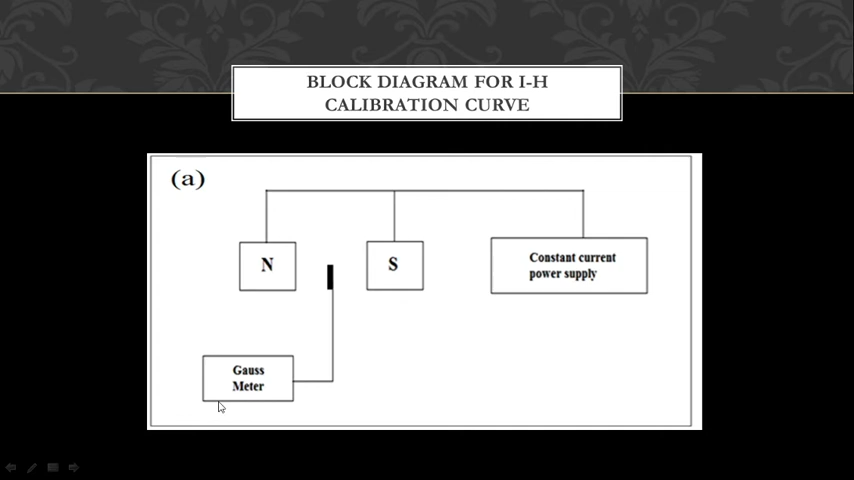 BLOCK DIAGRAM FOR I-H
CALIBRATION CURVE
(a)
N
S
Constant current
power supply
Gauss
Meter